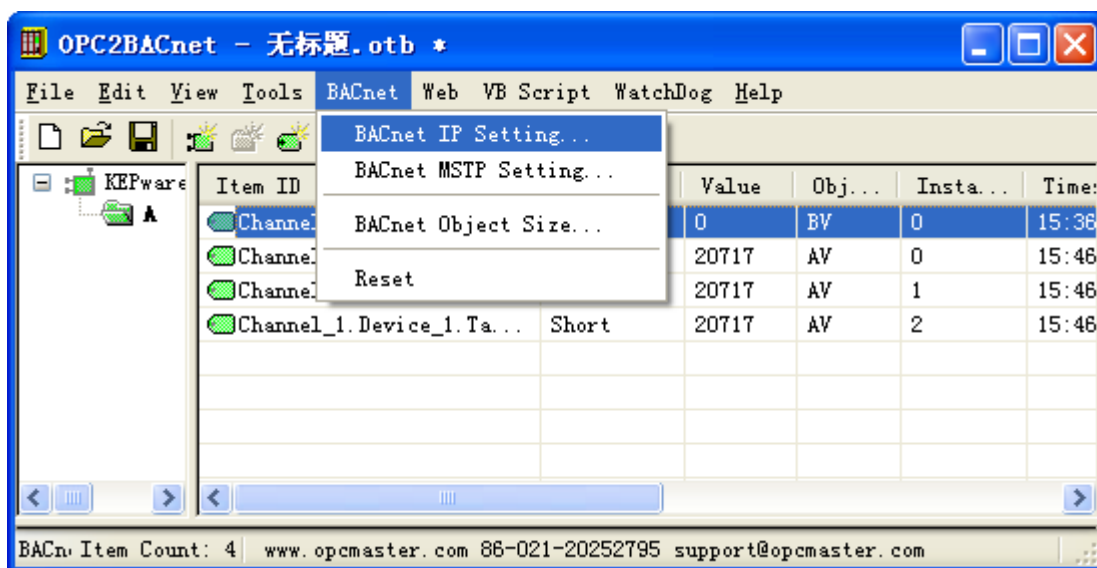 OPC2BACnet - 无标题.otb *
File Edit View Tools BACnet Web VB Script WatchDog Help
BACnet IP Setting...
BACnet MSTP Setting...
BACnet Object Size...
Reset
KEPware
A
Item ID Value Obj... Insta... Time
Channel 0 BV 0 15:36
Channel 20717 AV 0 15:46
Channel 20717 AV 1 15:46
Channel_1.Device_1.Ta... Short 20717 AV 2 15:46
BACn Item Count: 4 www.opcmaster.com 86-021-20252795 support@opcmaster.com